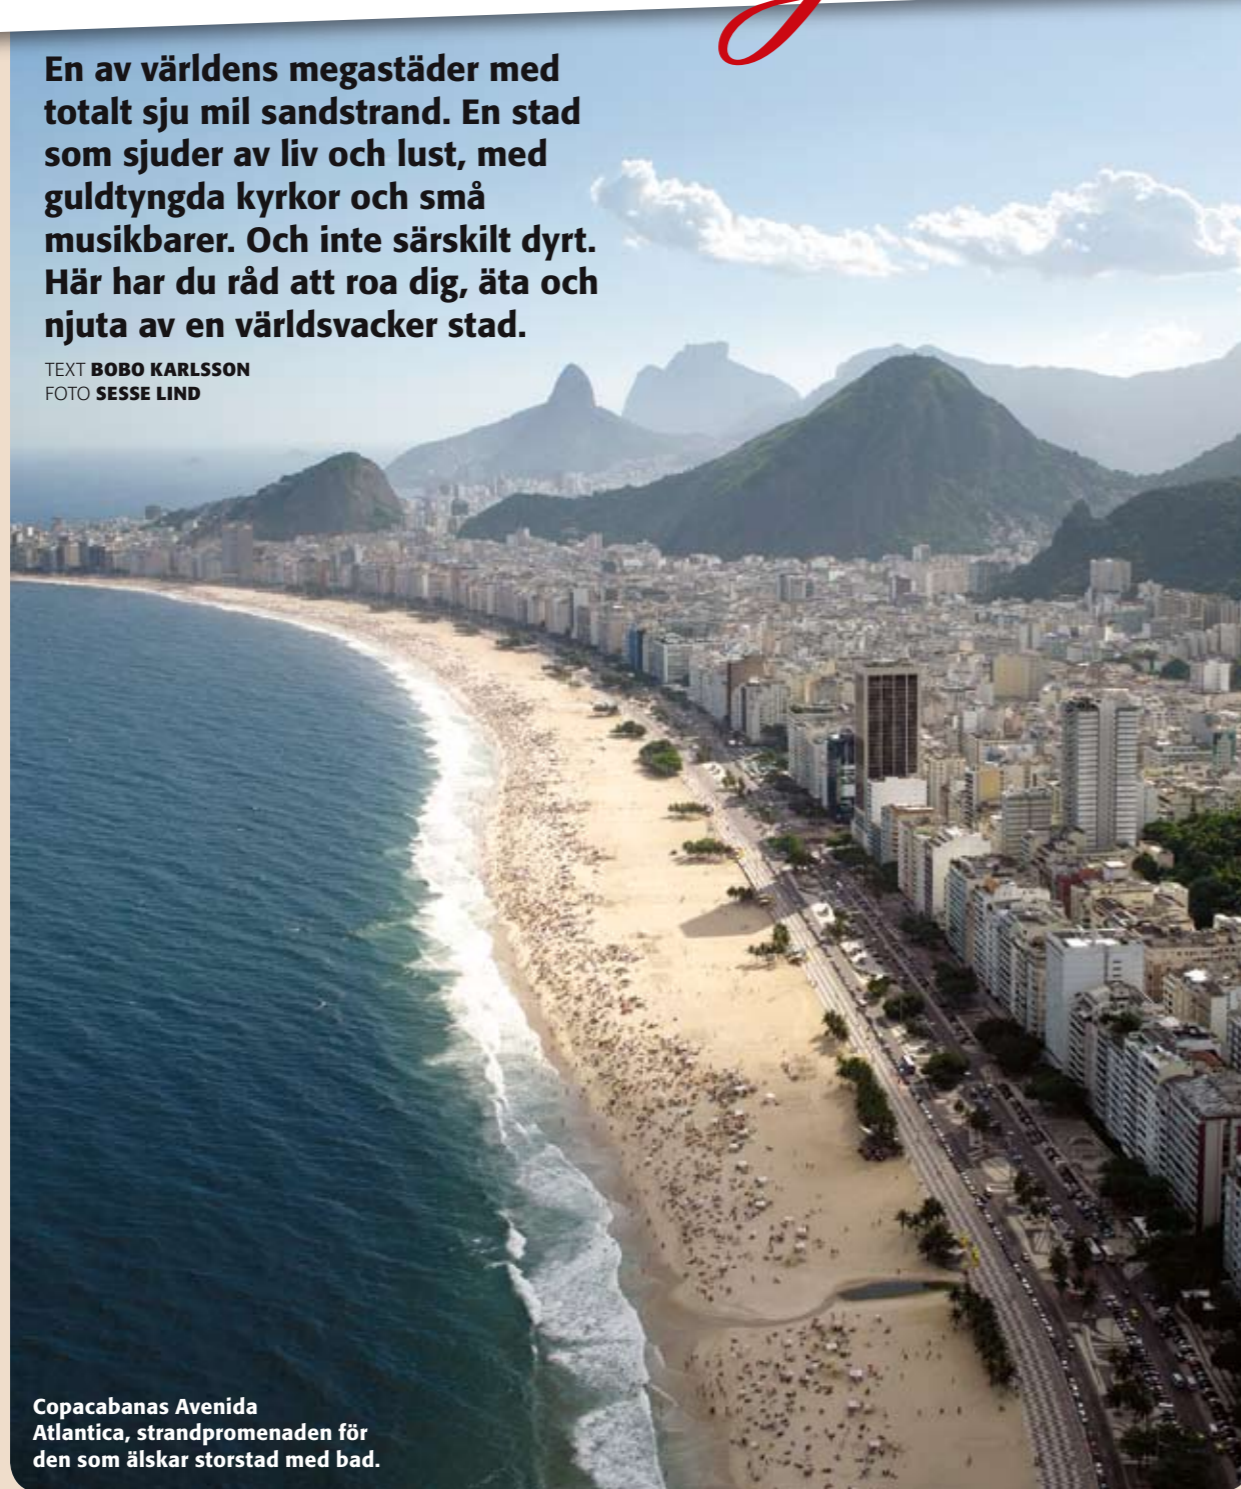 En av världens megastäder med
totalt sju mil sandstrand. En stad
som sjuder av liv och lust, med
guldtyngda kyrkor och små
musikbarer. Och inte särskilt dyrt.
Här har du råd att roa dig, äta och
njuta av en världsvacker stad.
TEXT BOBO KARLSSON
FOTO SESSE LIND
Copacabanas Avenida
Atlantica, strandpromenaden för
den som älskar storstad med bad.